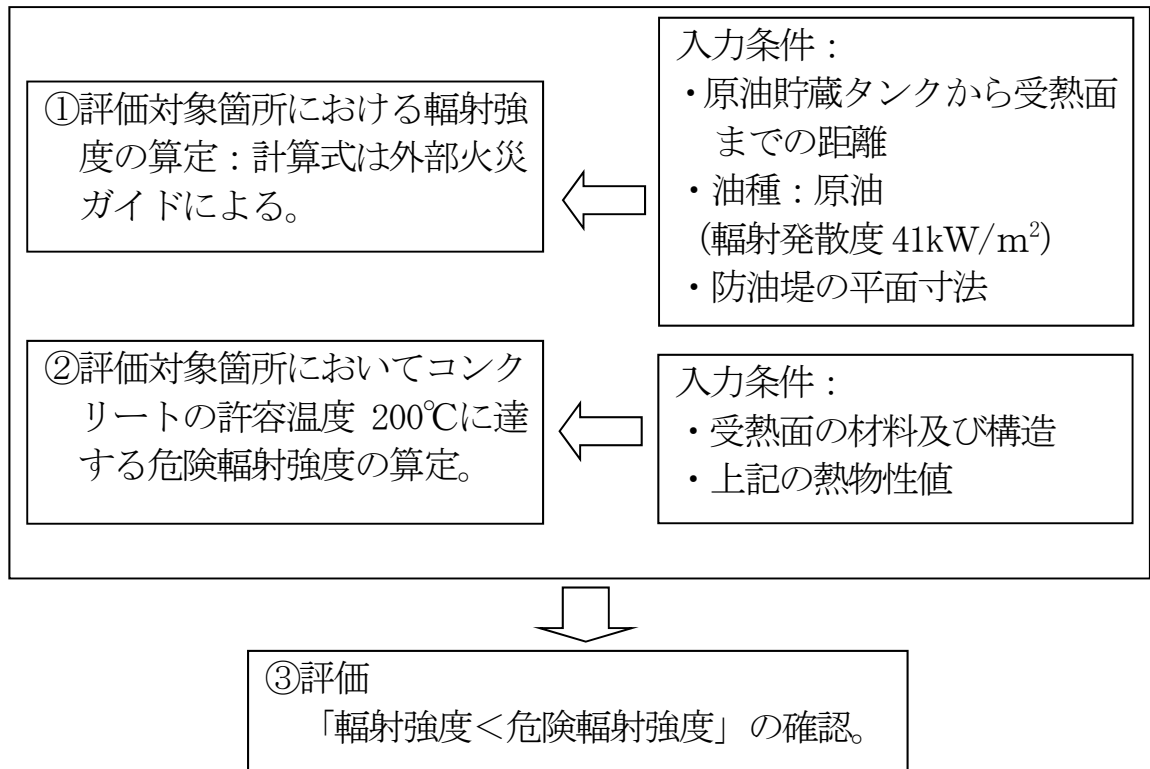 ①評価対象箇所における輻射強
度の算定：計算式は外部火災
ガイドによる。
入力条件：
・原油貯蔵タンクから受熱面
までの距離
・油種：原油
（輻射発散度 41kW/m²）
・防油堤の平面寸法
②評価対象箇所においてコンク
リートの許容温度 200℃に達
する危険輻射強度の算定。
入力条件：
・受熱面の材料及び構造
・上記の熱物性値
③評価
「輻射強度＜危険輻射強度」の確認。